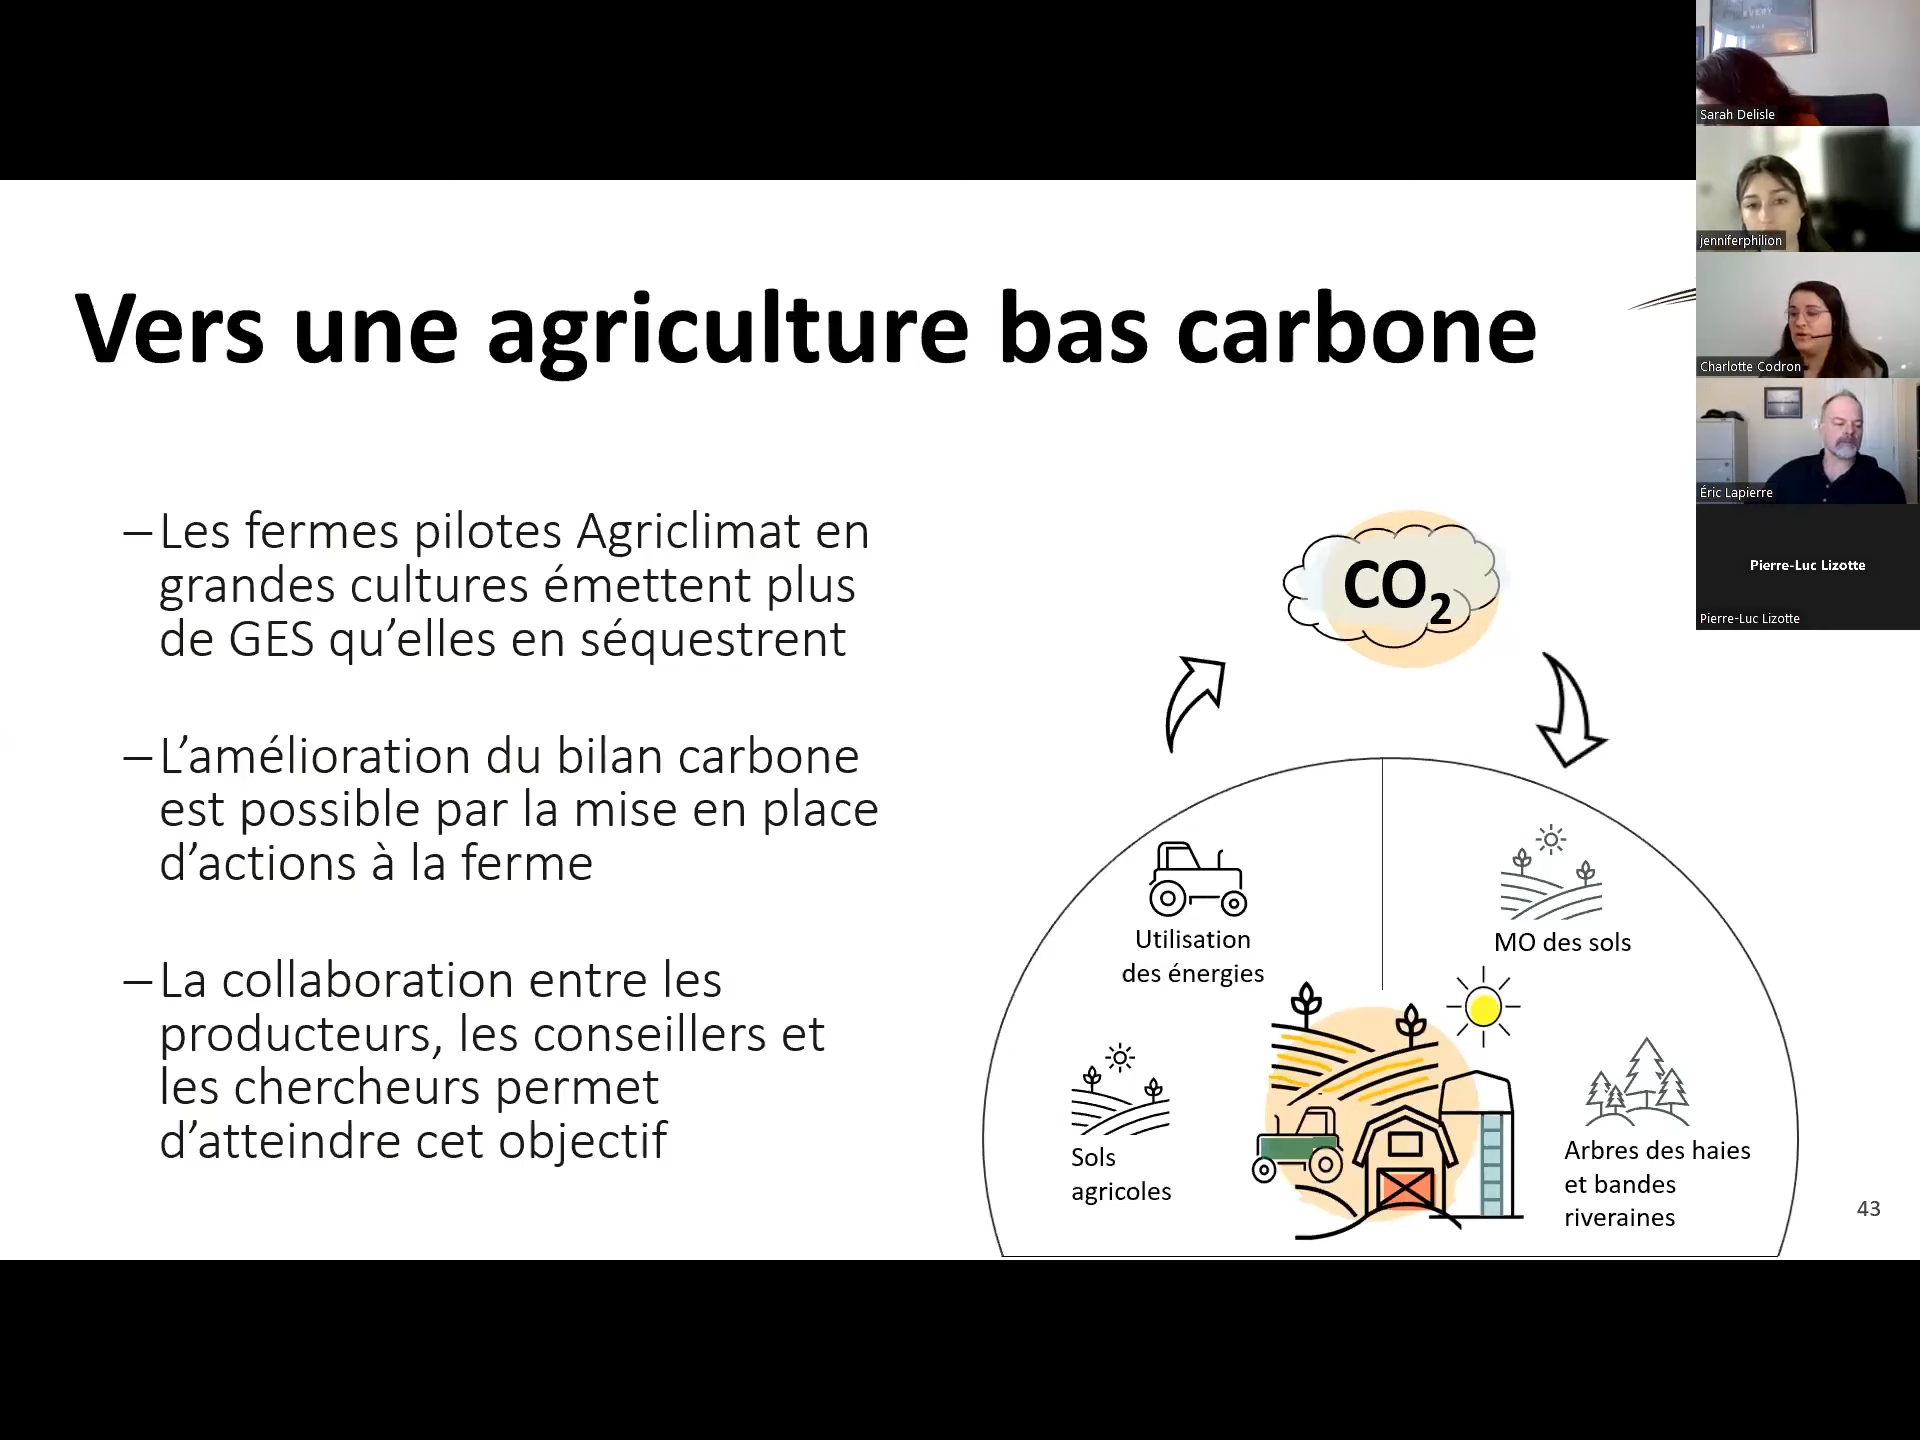 Vers une agriculture bas carbone
–Les fermes pilotes Agriclimat en
grandes cultures émettent plus
de GES qu’elles en séquestrent
–L’amélioration du bilan carbone
est possible par la mise en place
d’actions à la ferme
–La collaboration entre les
producteurs, les conseillers et
les chercheurs permet
d’atteindre cet objectif
CO₂
Utilisation
des énergies
MO des sols
Sols
agricoles
Arbres des haies
et bandes
riveraines
43
EVERY
Sarah Delisle
jenniferphilion
Charlotte Codron
Éric Lapierre
Pierre-Luc Lizotte
Pierre-Luc Lizotte